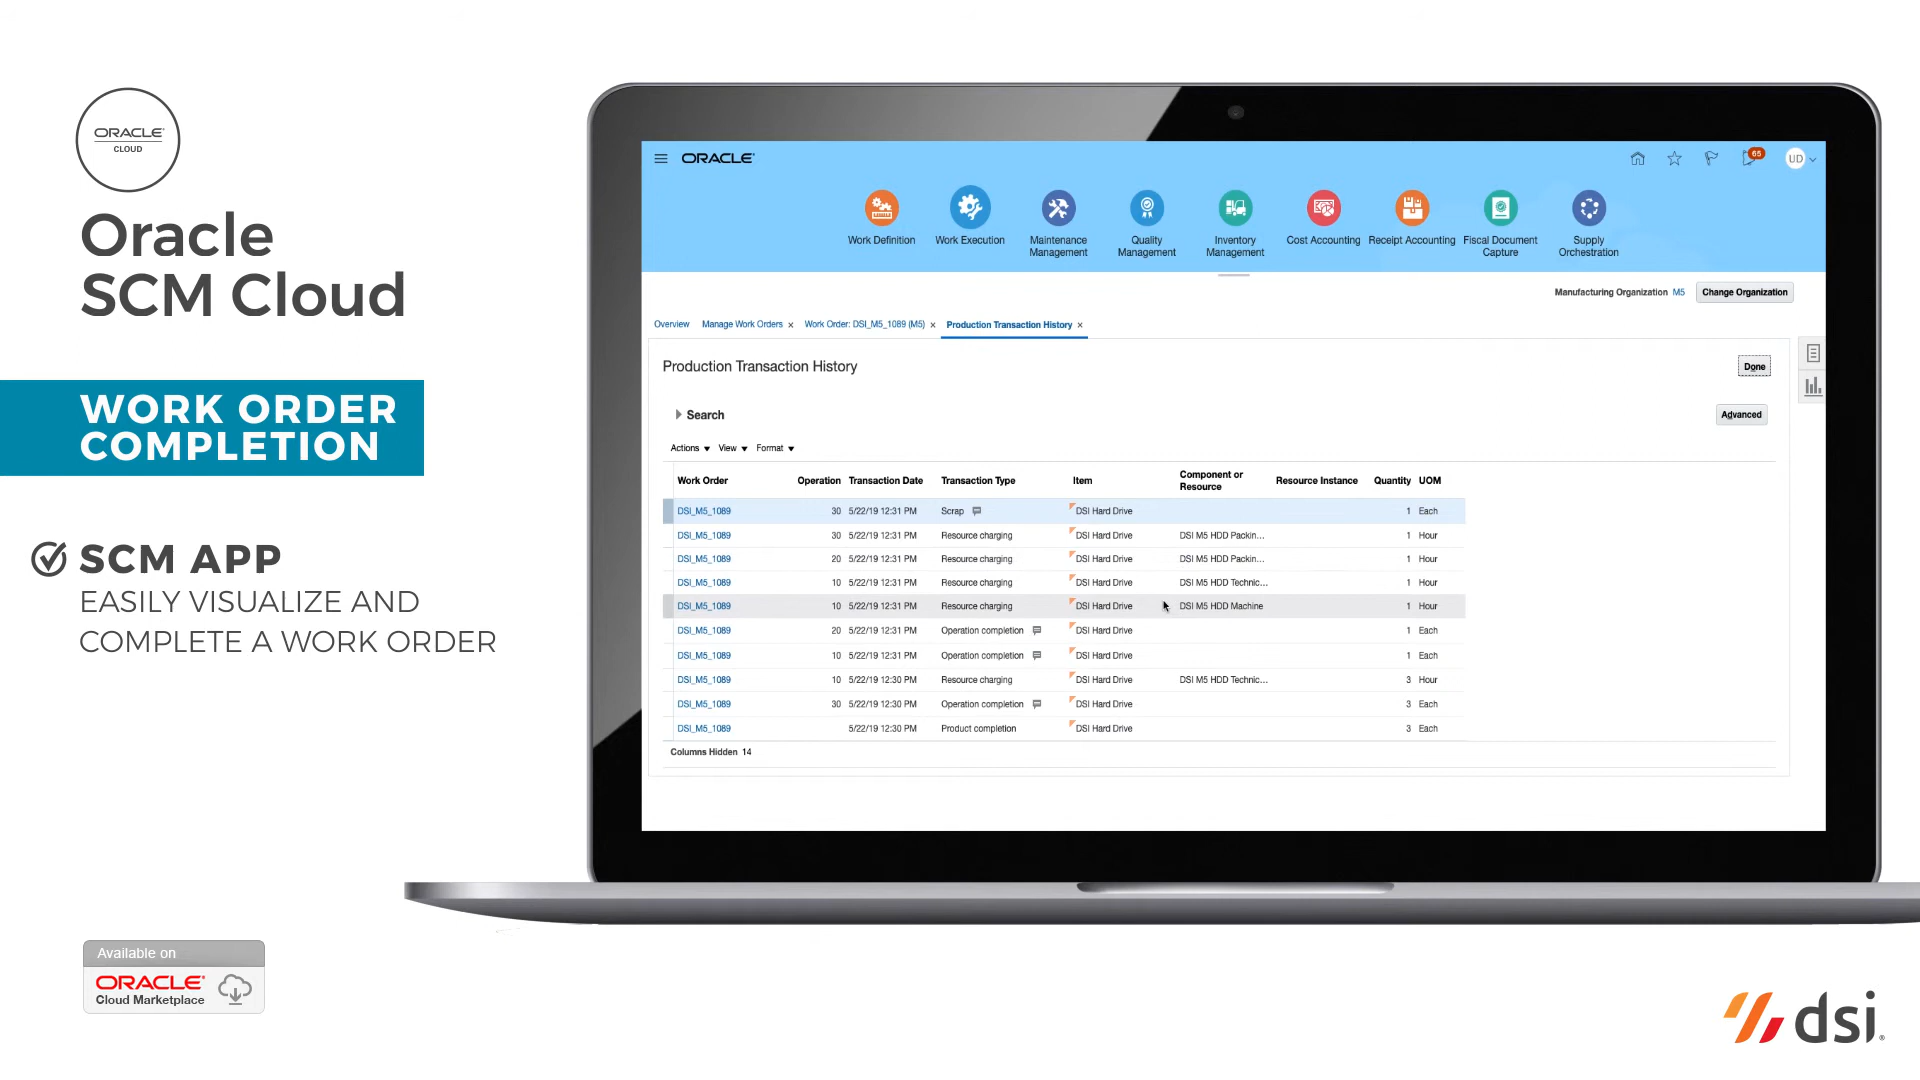 ORACLE
CLOUD
Oracle
SCM Cloud
WORK ORDER
COMPLETION
SCM APP
EASILY VISUALIZE AND
COMPLETE A WORK ORDER
Available on
ORACLE
Cloud Marketplace
ORACLE
65
UD
Work Definition Work Execution Maintenance Management Quality Management Inventory Management Cost Accounting Receipt Accounting Fiscal Document Capture Supply Orchestration
Manufacturing Organization M5 Change Organization
Overview Manage Work Orders × Work Order: DSI_M5_1089 (M5) × Production Transaction History ×
Production Transaction History Done
Search Advanced
Actions View Format
Work Order Operation Transaction Date Transaction Type Item Component or Resource Resource Instance Quantity UOM
DSI_M5_1089 30 5/22/19 12:31 PM Scrap DSI Hard Drive 1 Each
DSI_M5_1089 30 5/22/19 12:31 PM Resource charging DSI Hard Drive DSI M5 HDD Packin... 1 Hour
DSI_M5_1089 20 5/22/19 12:31 PM Resource charging DSI Hard Drive DSI M5 HDD Packin... 1 Hour
DSI_M5_1089 10 5/22/19 12:31 PM Resource charging DSI Hard Drive DSI M5 HDD Technic... 1 Hour
DSI_M5_1089 10 5/22/19 12:31 PM Resource charging DSI Hard Drive DSI M5 HDD Machine 1 Hour
DSI_M5_1089 20 5/22/19 12:31 PM Operation completion DSI Hard Drive 1 Each
DSI_M5_1089 10 5/22/19 12:31 PM Operation completion DSI Hard Drive 1 Each
DSI_M5_1089 10 5/22/19 12:30 PM Resource charging DSI Hard Drive DSI M5 HDD Technic... 3 Hour
DSI_M5_1089 30 5/22/19 12:30 PM Operation completion DSI Hard Drive 3 Each
DSI_M5_1089 5/22/19 12:30 PM Product completion DSI Hard Drive 3 Each
Columns Hidden 14
dsi